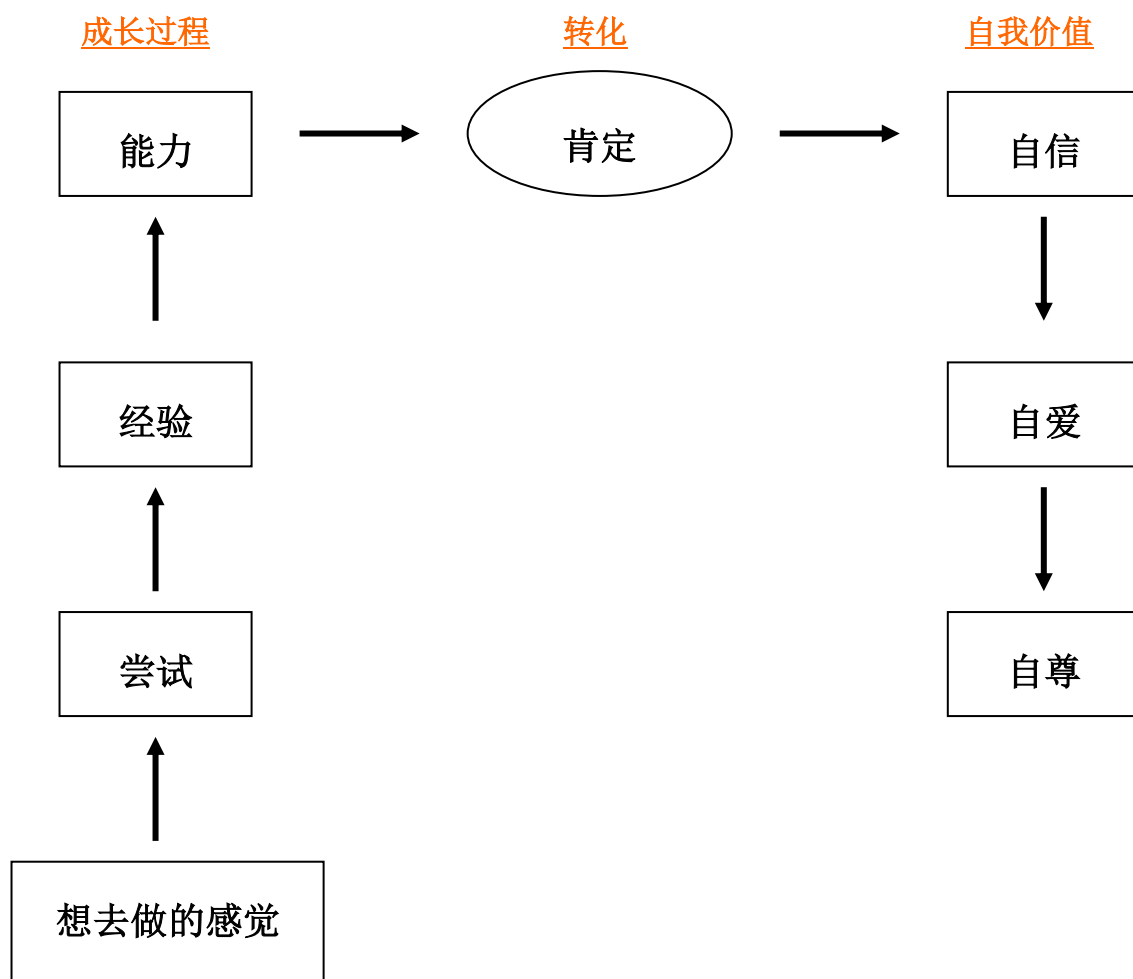 成长过程 转化 自我价值
能力 肯定 自信
经验 自爱
尝试 自尊
想去做的感觉